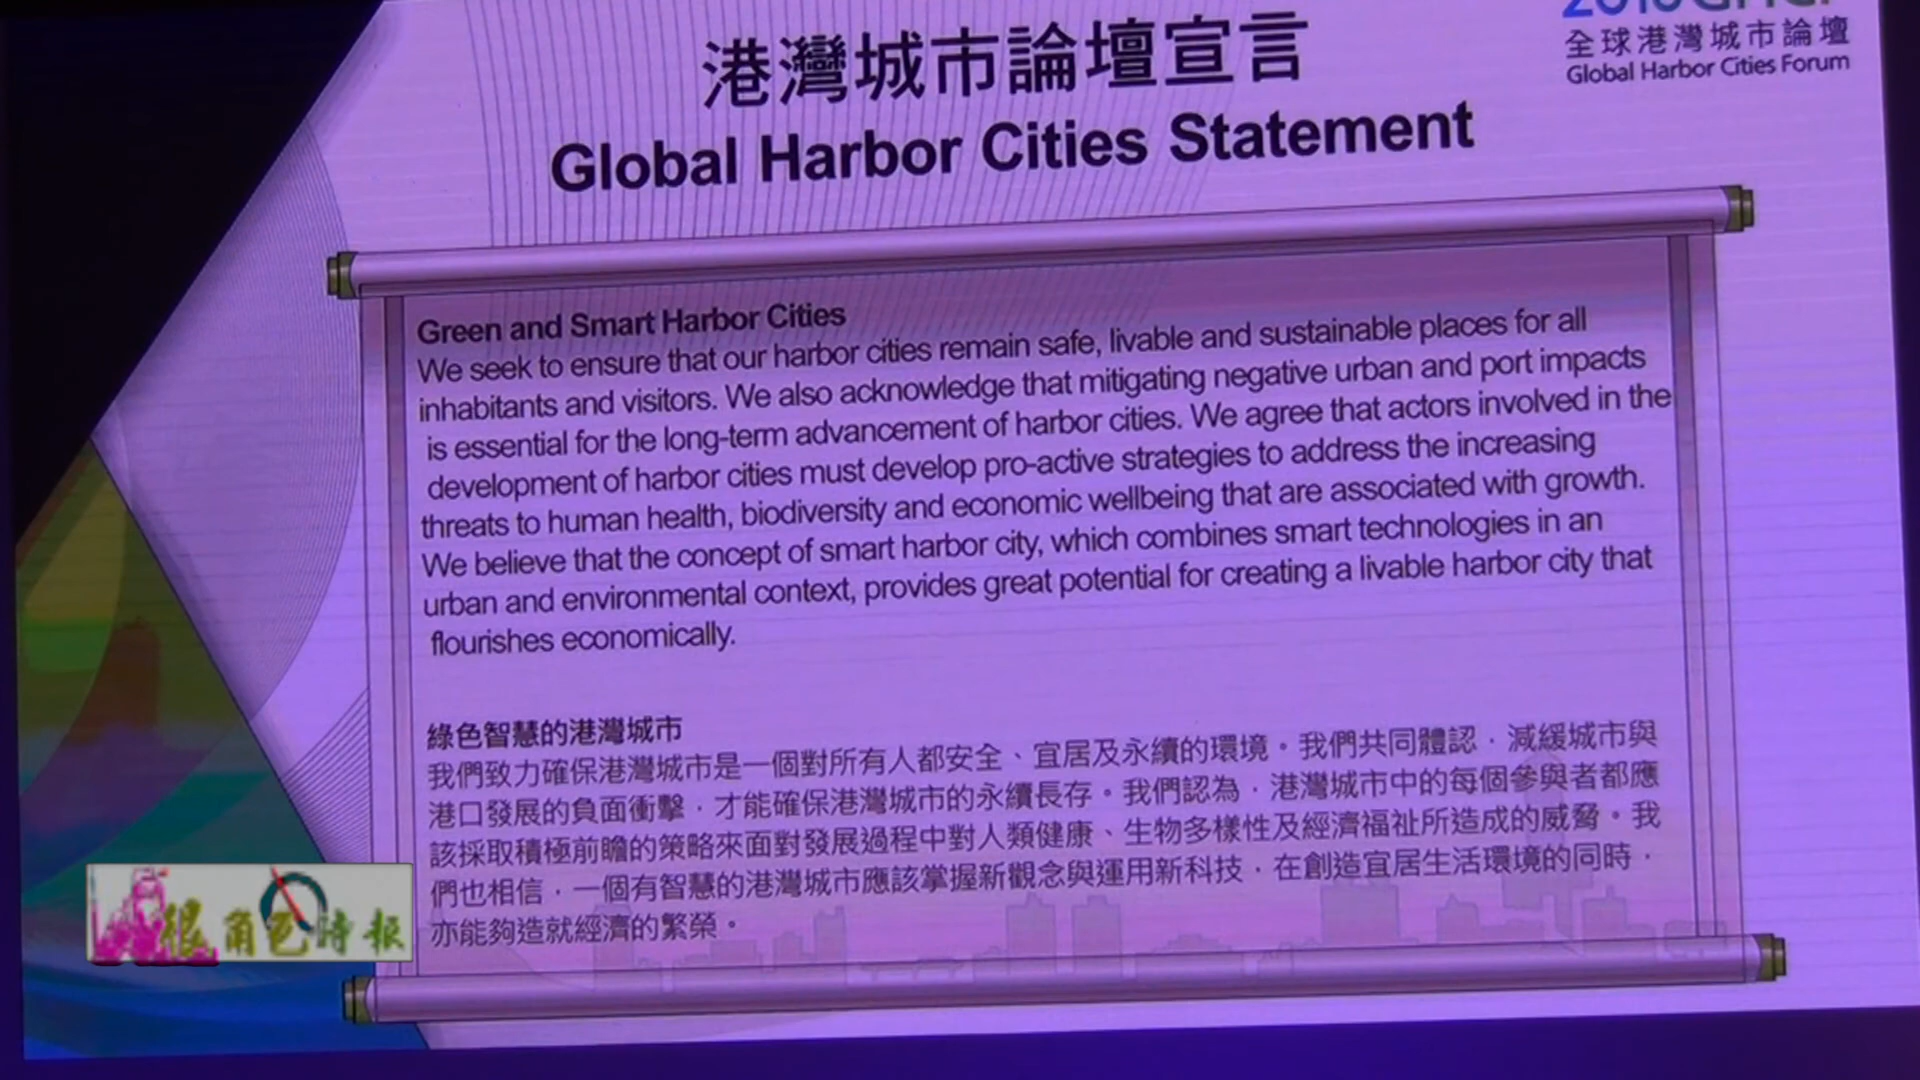 港灣城市論壇宣言
Global Harbor Cities Statement
全球港灣城市論壇
Global Harbor Cities Forum
Green and Smart Harbor Cities
We seek to ensure that our harbor cities remain safe, livable and sustainable places for all
inhabitants and visitors. We also acknowledge that mitigating negative urban and port impacts
is essential for the long-term advancement of harbor cities. We agree that actors involved in the
development of harbor cities must develop pro-active strategies to address the increasing
threats to human health, biodiversity and economic wellbeing that are associated with growth.
We believe that the concept of smart harbor city, which combines smart technologies in an
urban and environmental context, provides great potential for creating a livable harbor city that
flourishes economically.
綠色智慧的港灣城市
我們致力確保港灣城市是一個對所有人都安全、宜居及永續的環境。我們共同體認，減緩城市與
港口發展的負面衝擊，才能確保港灣城市的永續長存。我們認為，港灣城市中的每個參與者都應
該採取積極前瞻的策略來面對發展過程中對人類健康、生物多樣性及經濟福祉所造成的威脅。我
們也相信，一個有智慧的港灣城市應該掌握新觀念與運用新科技，在創造宜居生活環境的同時，
亦能夠造就經濟的繁榮。
狠角色時報